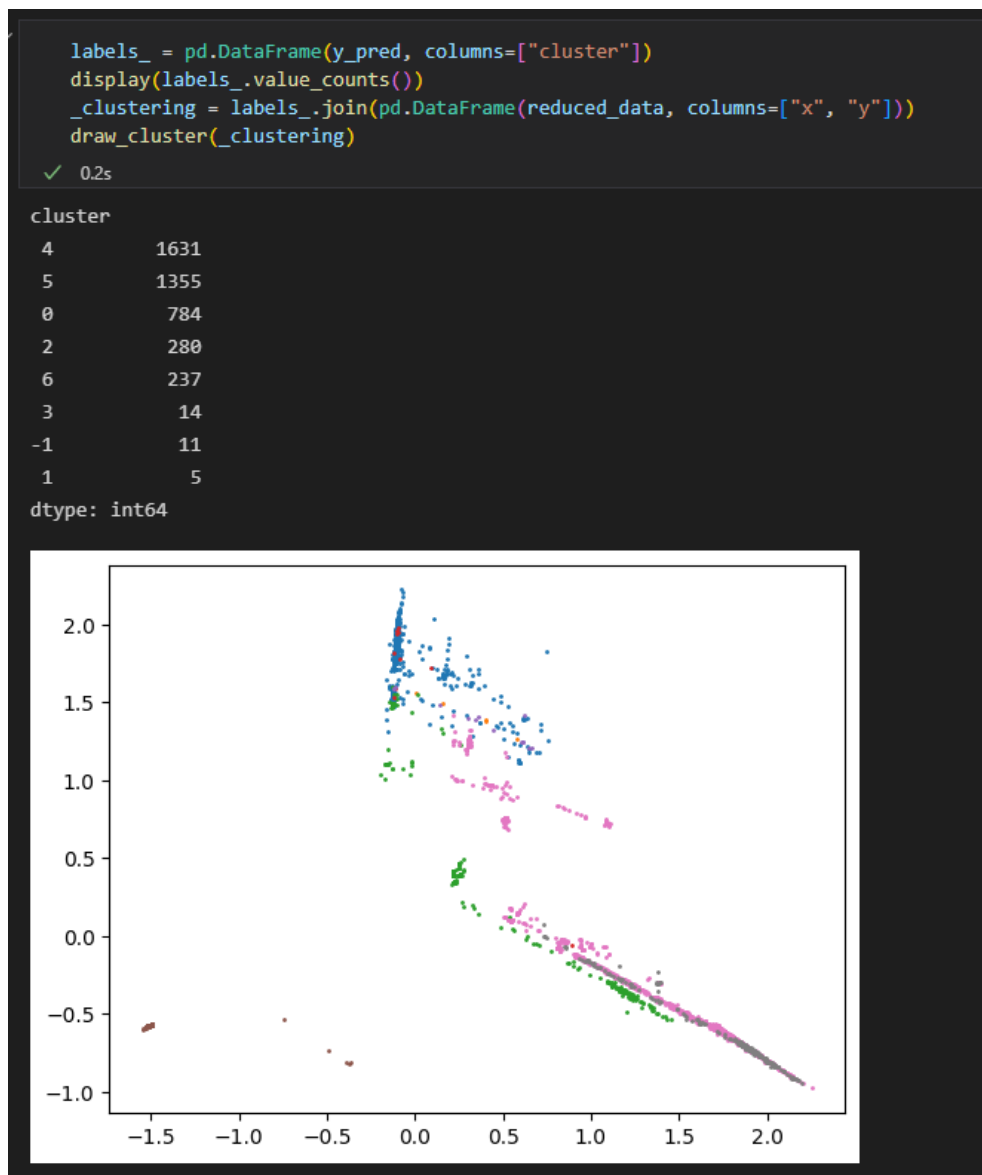 labels_ = pd.DataFrame(y_pred, columns=["cluster"])
display(labels_.value_counts())
_clustering = labels_.join(pd.DataFrame(reduced_data, columns=["x", "y"]))
draw_cluster(_clustering)
✓ 0.2s
cluster
4 1631
5 1355
0 784
2 280
6 237
3 14
-1 11
1 5
dtype: int64
2.0
1.5
1.0
0.5
0.0
−0.5
−1.0
−1.5 −1.0 −0.5 0.0 0.5 1.0 1.5 2.0